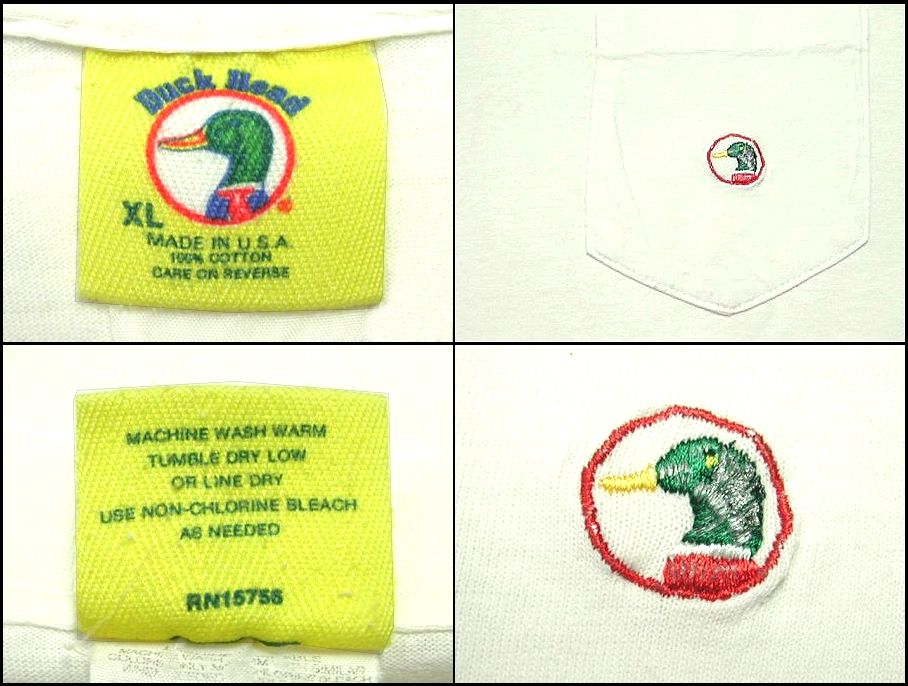 Duck Head
XL
MADE IN U.S.A.
100% COTTON
CARE ON REVERSE
MACHINE WASH WARM
TUMBLE DRY LOW
OR LINE DRY
USE NON-CHLORINE BLEACH
AS NEEDED
RN15756